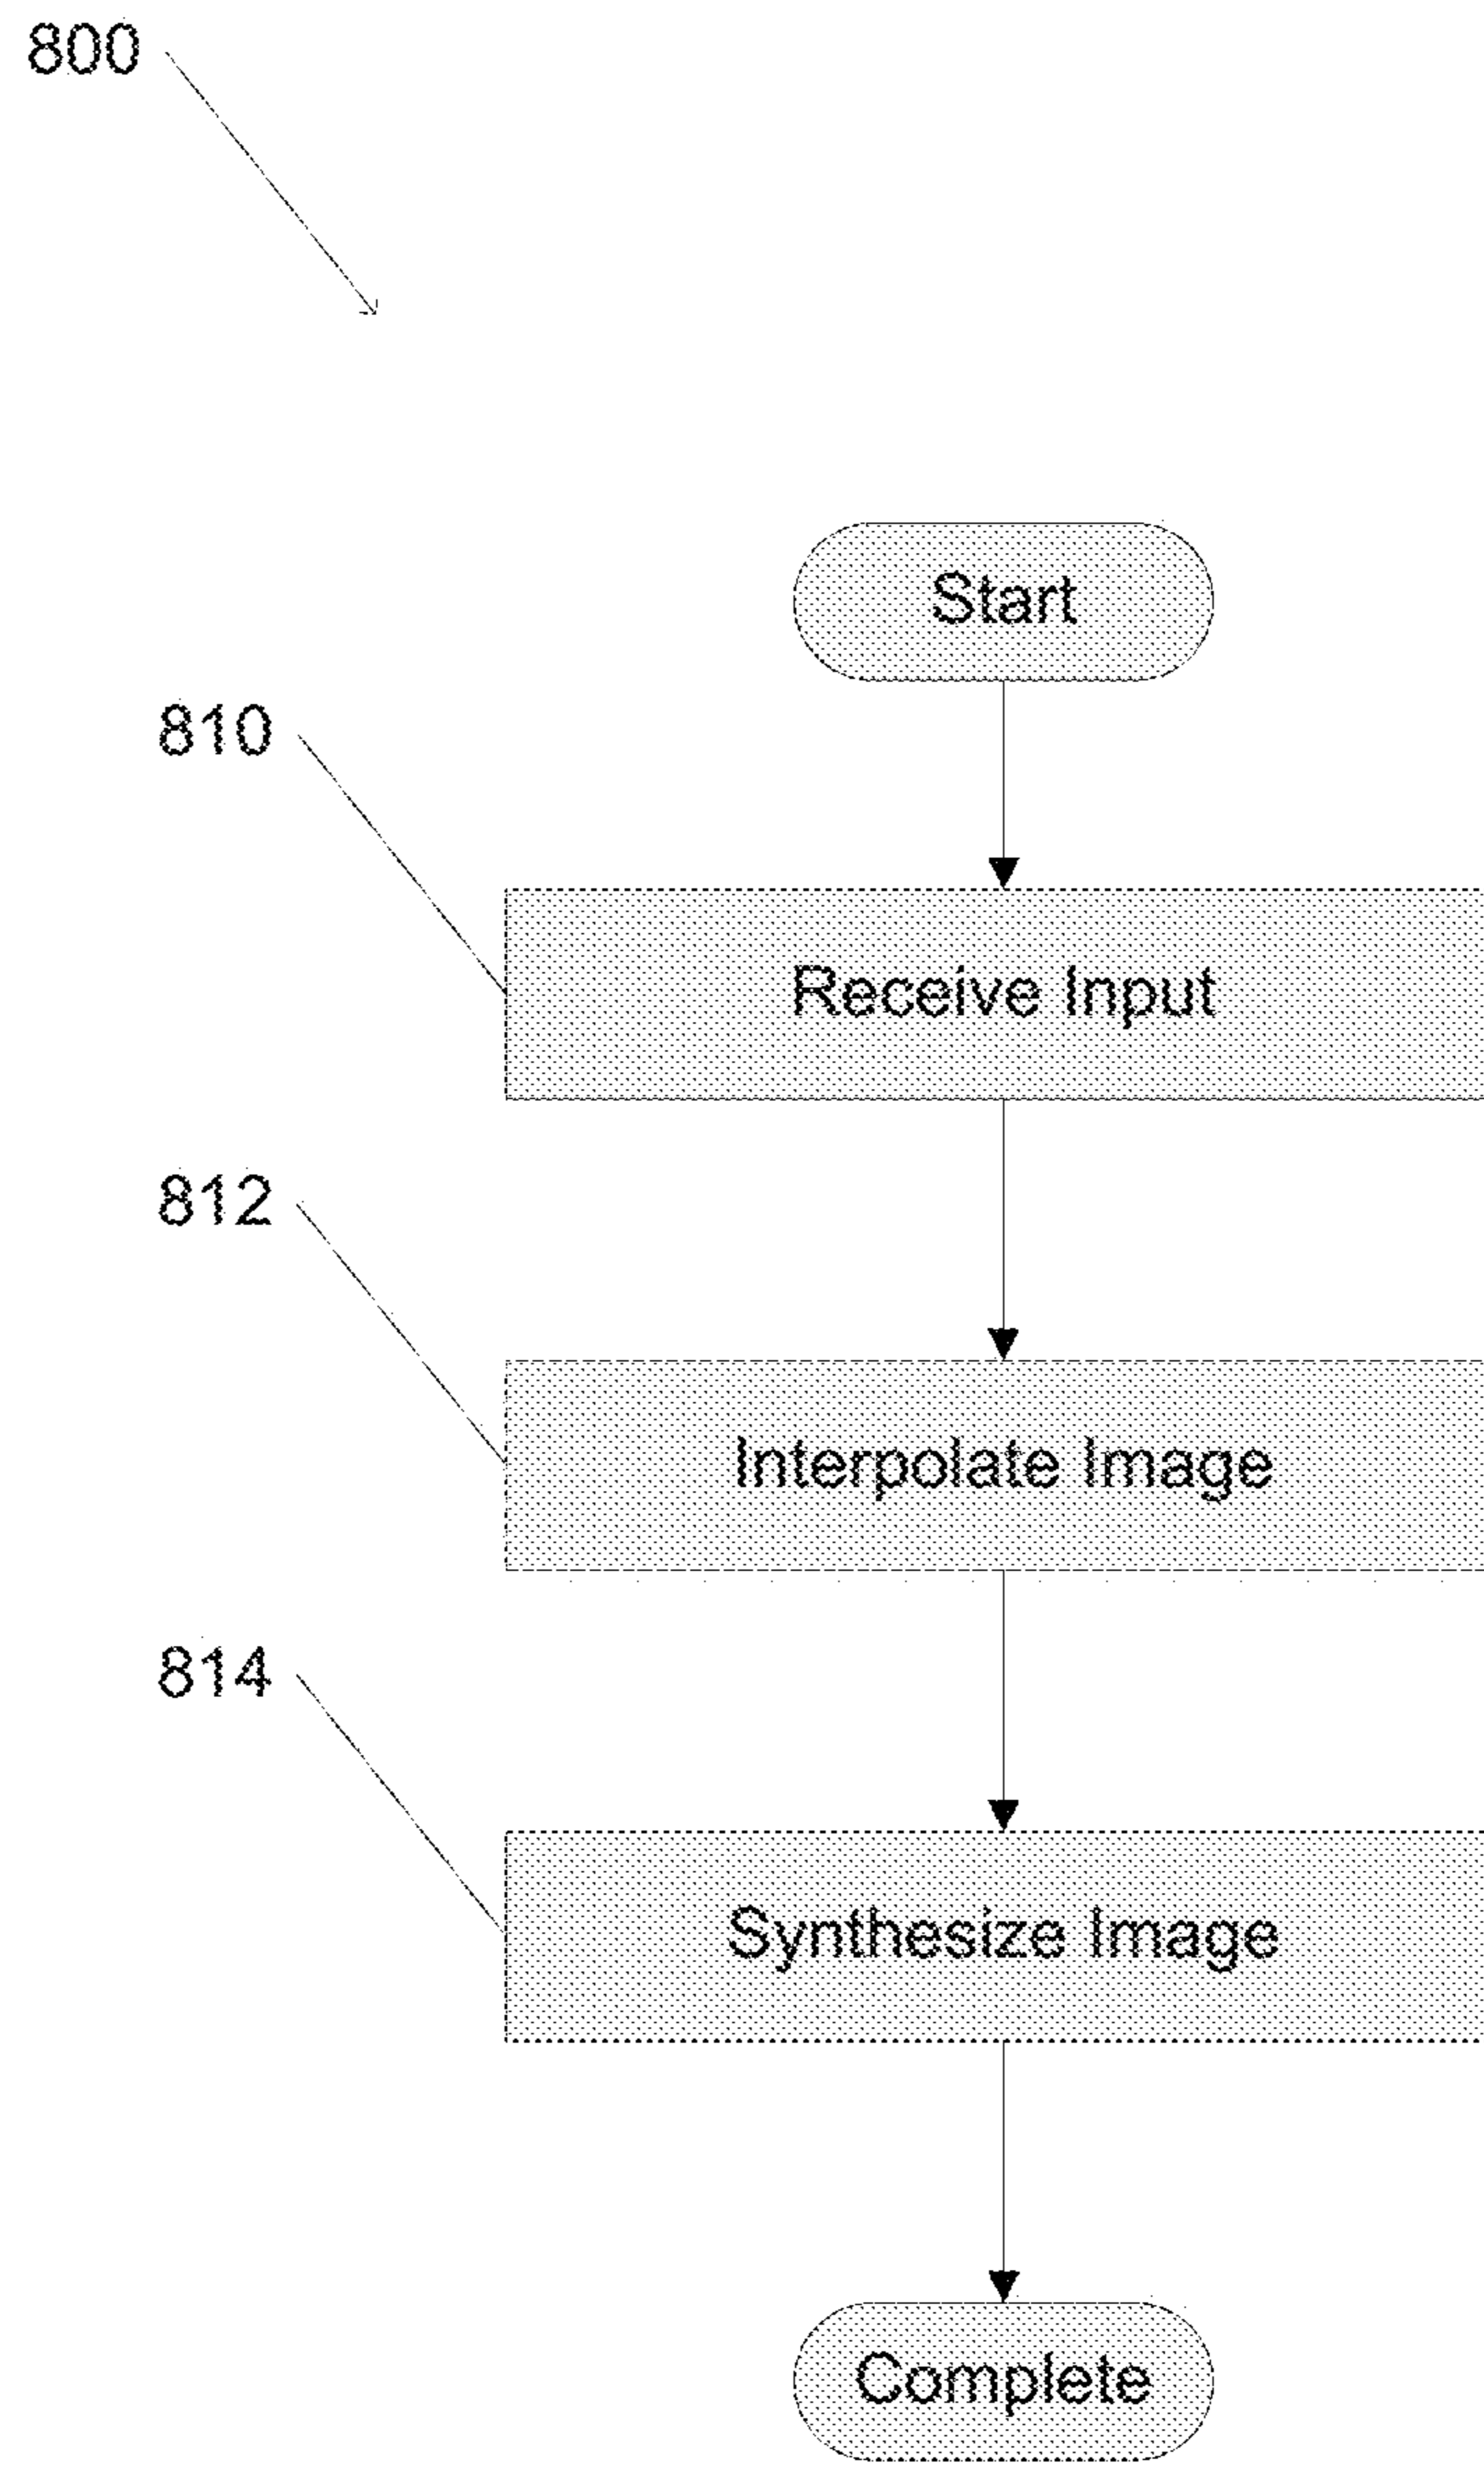 800
Start
810
Receive Input
812
Interpolate Image
814
Synthesize Image
Complete